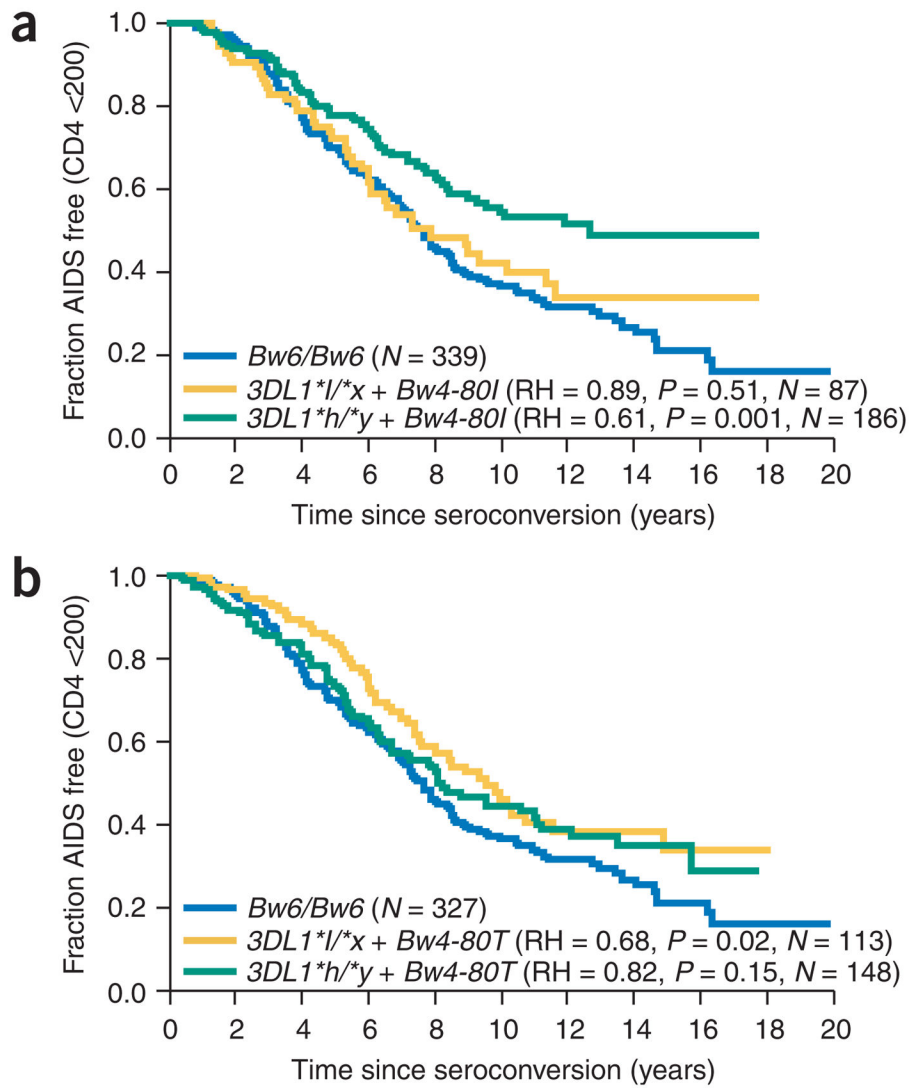 a
Fraction AIDS free (CD4 <200)
1.0
0.8
0.6
0.4
0.2
0.0
Bw6/Bw6 (N = 339)
3DL1*l/*x + Bw4-80I (RH = 0.89, P = 0.51, N = 87)
3DL1*h/*y + Bw4-80I (RH = 0.61, P = 0.001, N = 186)
0 2 4 6 8 10 12 14 16 18 20
Time since seroconversion (years)
b
Fraction AIDS free (CD4 <200)
1.0
0.8
0.6
0.4
0.2
0.0
Bw6/Bw6 (N = 327)
3DL1*l/*x + Bw4-80T (RH = 0.68, P = 0.02, N = 113)
3DL1*h/*y + Bw4-80T (RH = 0.82, P = 0.15, N = 148)
0 2 4 6 8 10 12 14 16 18 20
Time since seroconversion (years)